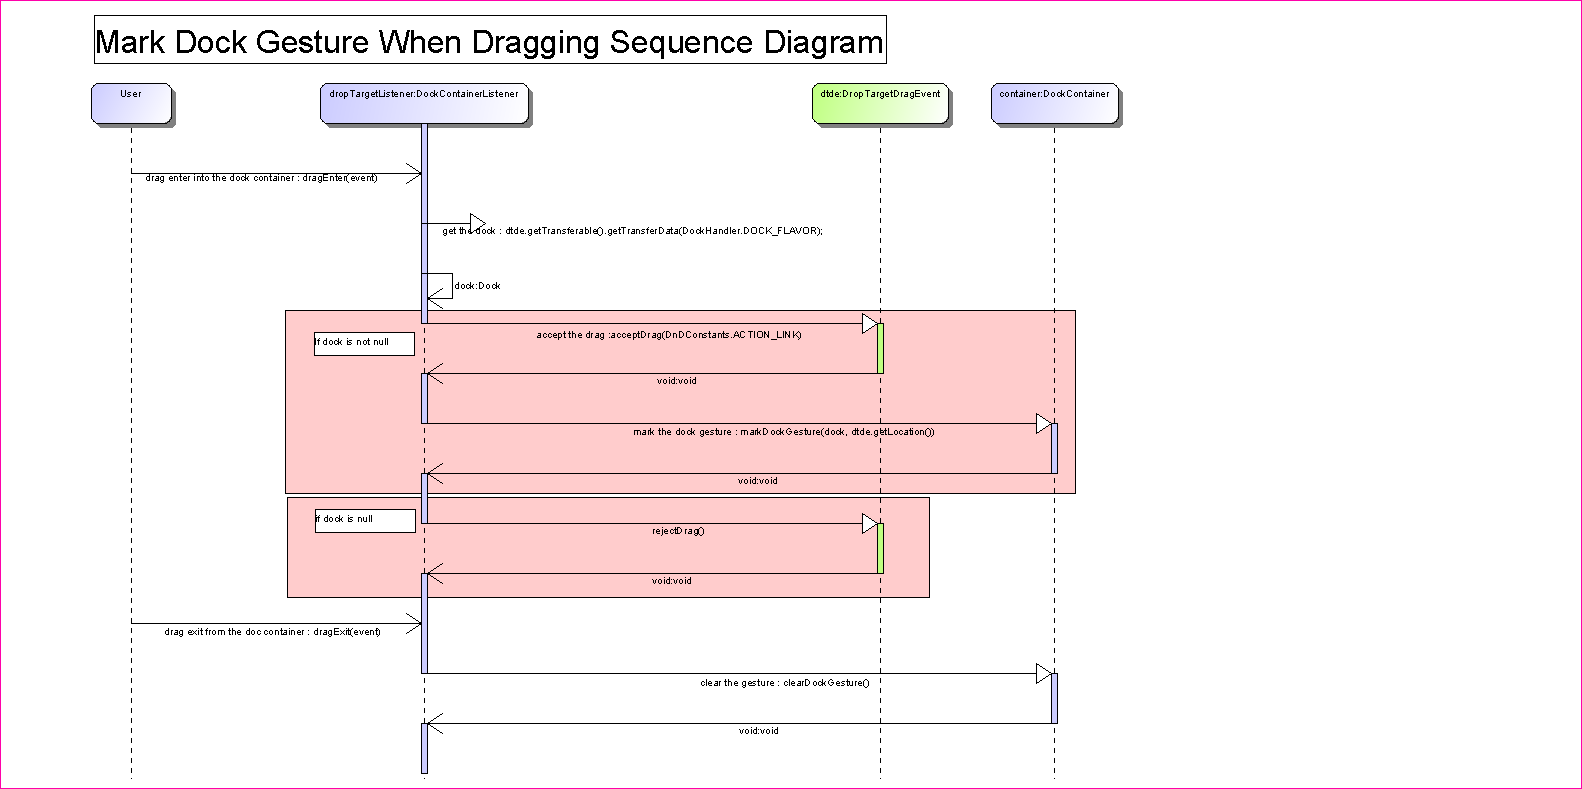 Mark Dock Gesture When Dragging Sequence Diagram
User
dropTargetListener:DockContainerListener
dtde:DropTargetDragEvent
container:DockContainer
drag enter into the dock container : dragEnter(event)
get the dock : dtde.getTransferable().getTransferData(DockHandler.DOCK_FLAVOR);
dock:Dock
If dock is not null
accept the drag :acceptDrag(DnDConstants.ACTION_LINK)
void:void
mark the dock gesture : markDockGesture(dock, dtde.getLocation())
void:void
if dock is null
rejectDrag()
void:void
drag exit from the doc container : dragExit(event)
clear the gesture : clearDockGesture()
void:void